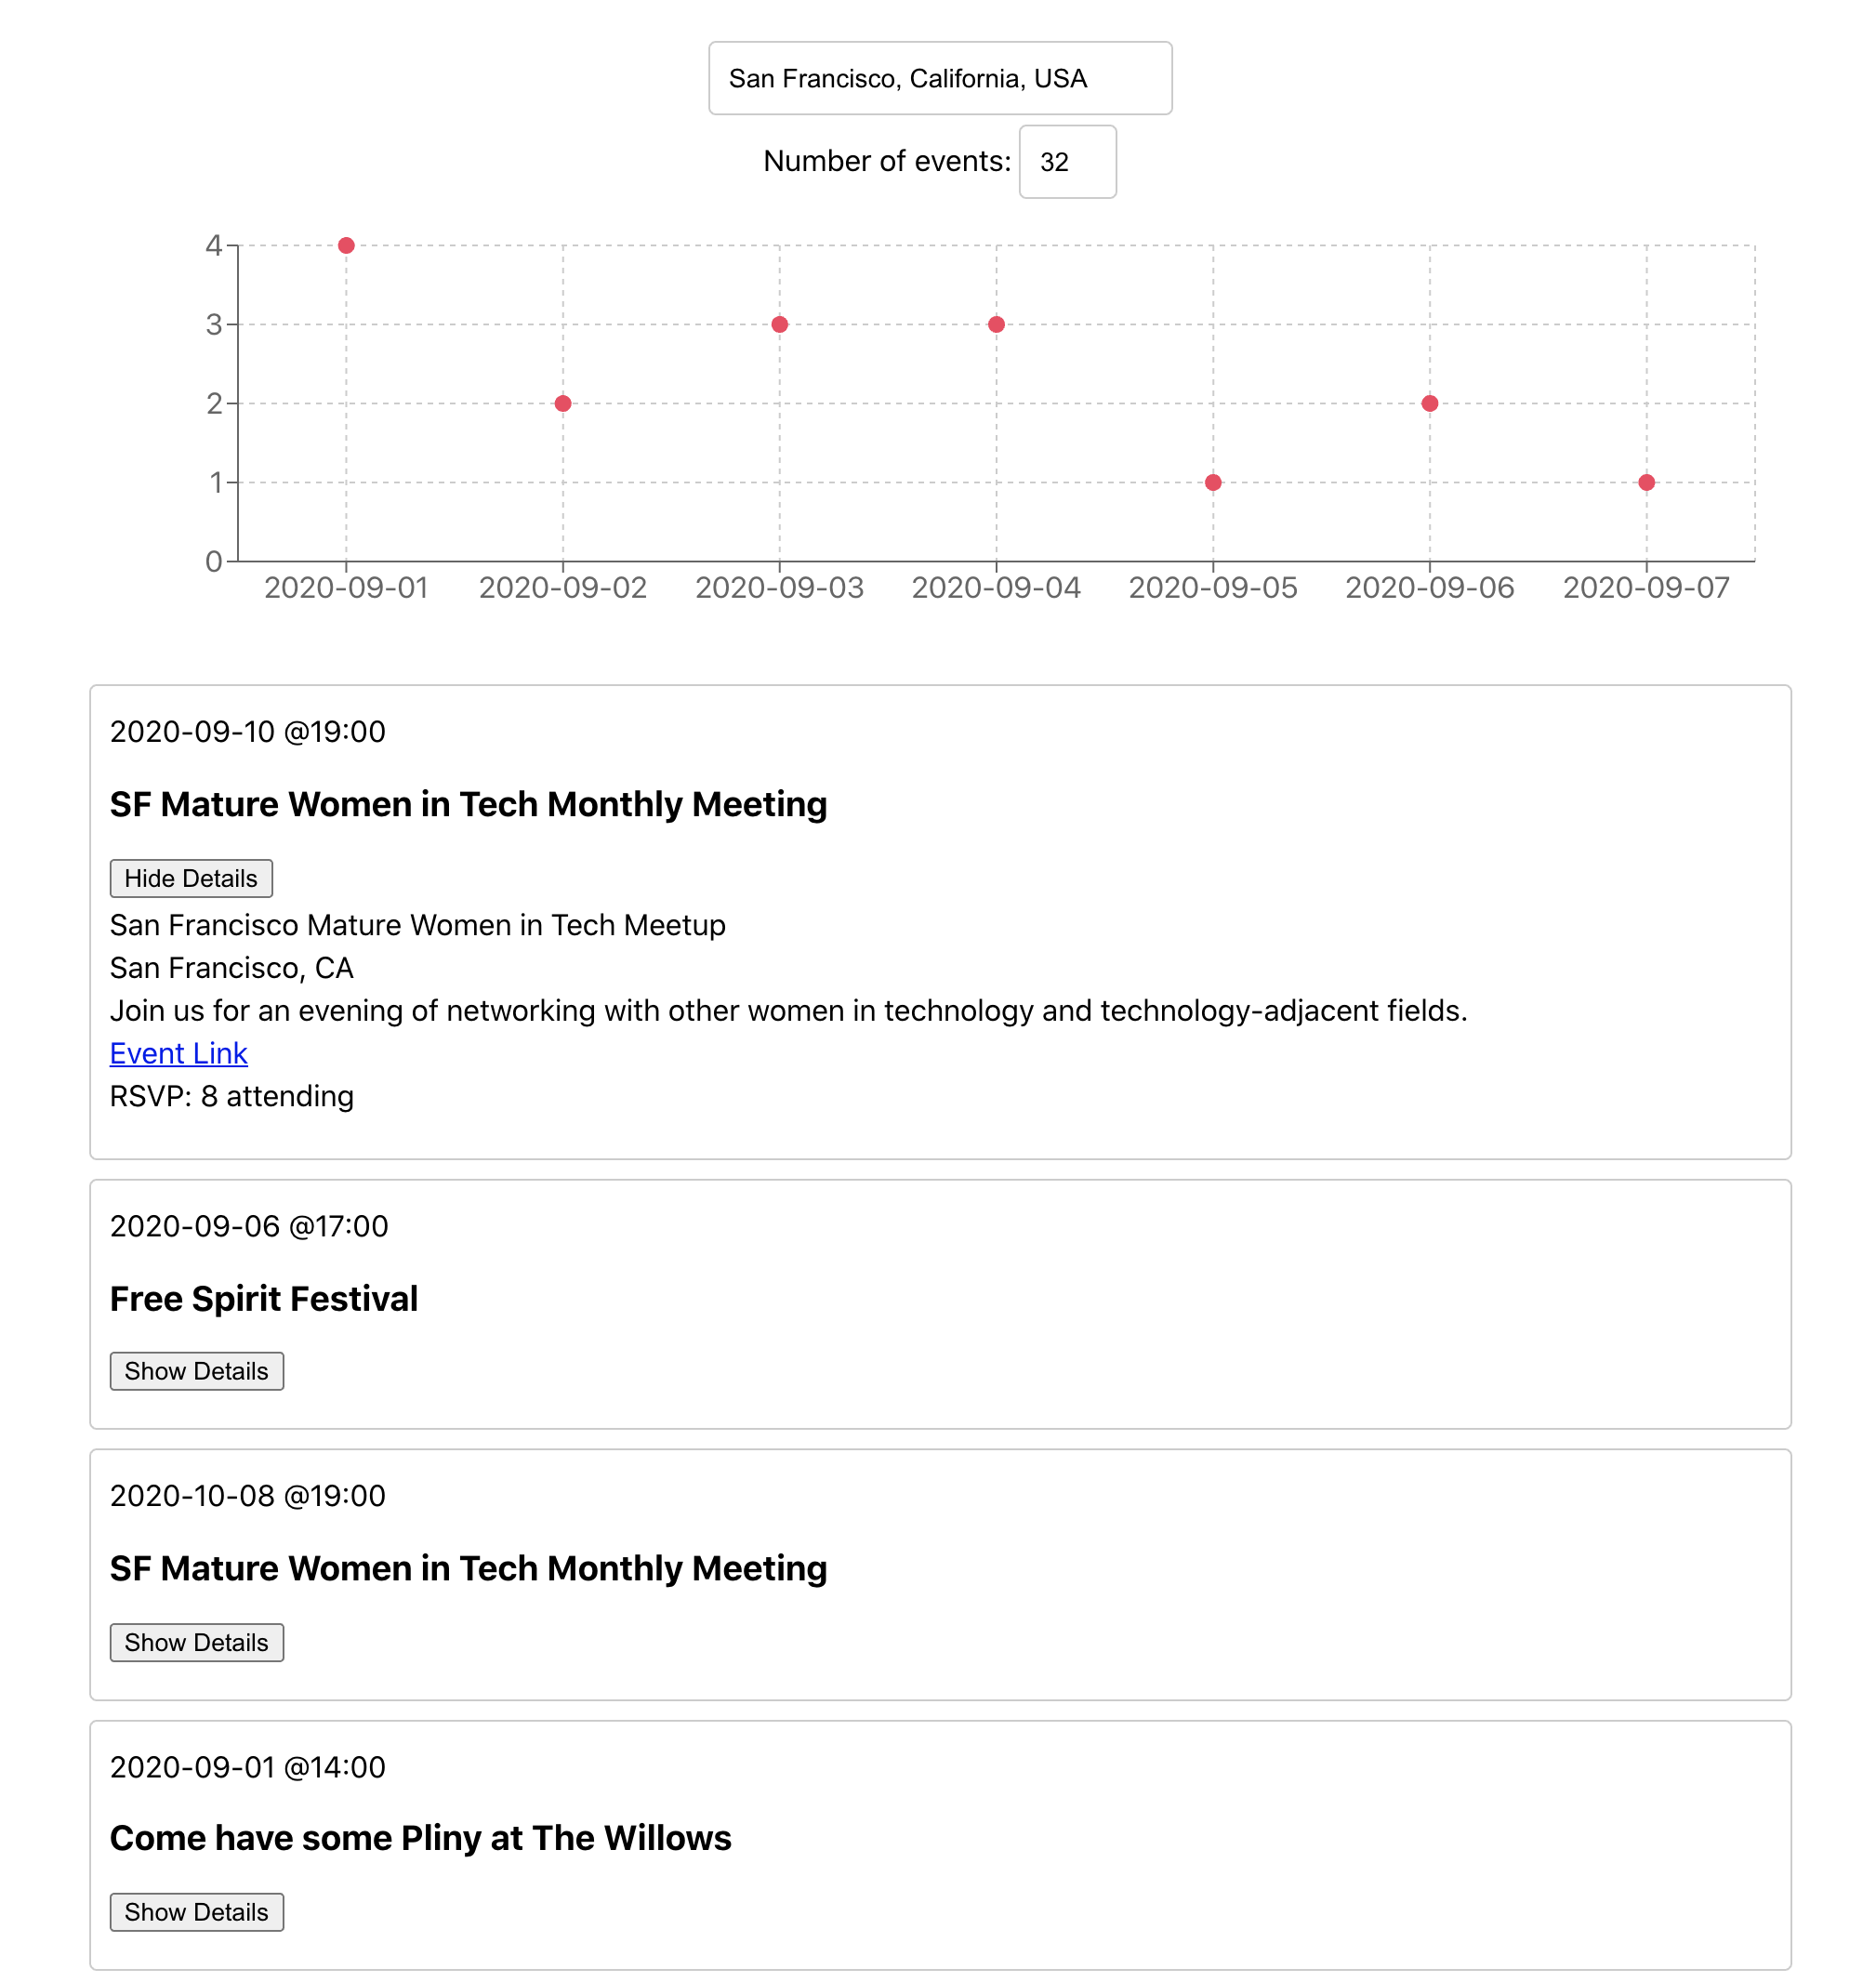 San Francisco, California, USA
Number of events: 32
4
3
2
1
0
2020-09-01 2020-09-02 2020-09-03 2020-09-04 2020-09-05 2020-09-06 2020-09-07
2020-09-10 @19:00
SF Mature Women in Tech Monthly Meeting
Hide Details
San Francisco Mature Women in Tech Meetup
San Francisco, CA
Join us for an evening of networking with other women in technology and technology-adjacent fields.
Event Link
RSVP: 8 attending
2020-09-06 @17:00
Free Spirit Festival
Show Details
2020-10-08 @19:00
SF Mature Women in Tech Monthly Meeting
Show Details
2020-09-01 @14:00
Come have some Pliny at The Willows
Show Details